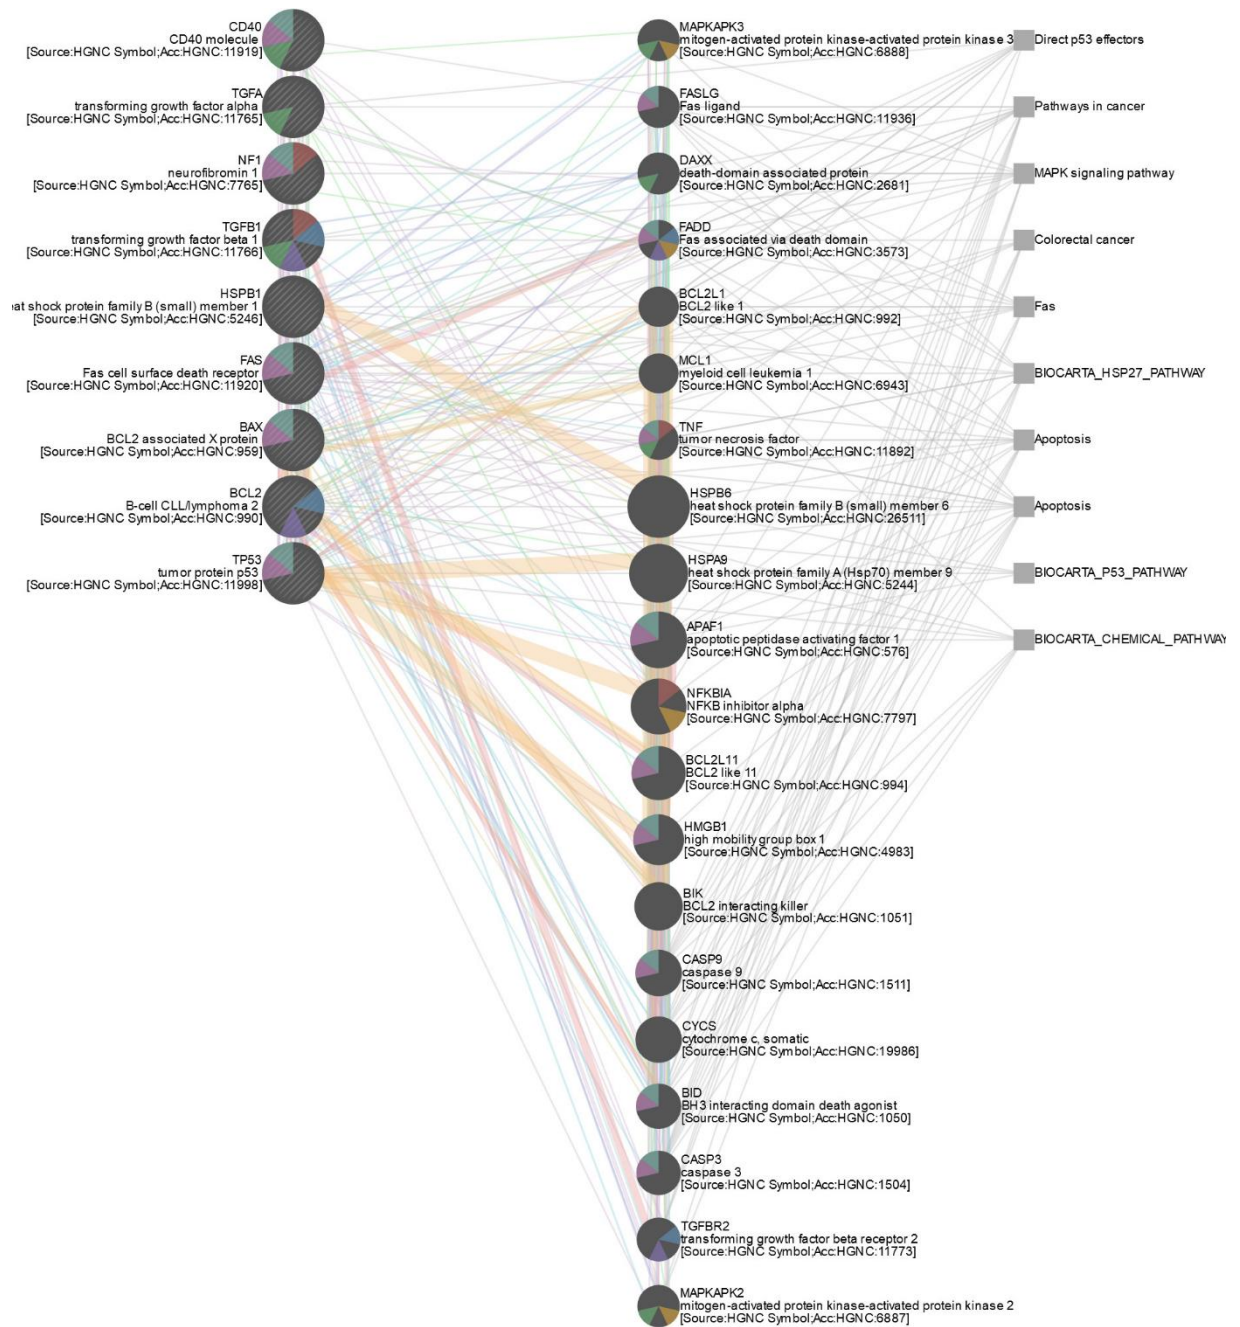 CD40
CD40 molecule
[Source:HGNC Symbol;Acc:HGNC:11919]
TGFA
transforming growth factor alpha
[Source:HGNC Symbol;Acc:HGNC:11765]
NF1
neurofibromin 1
[Source:HGNC Symbol;Acc:HGNC:7765]
TGFB1
transforming growth factor beta 1
[Source:HGNC Symbol;Acc:HGNC:11766]
HSPB1
eat shock protein family B (small) member 1
[Source:HGNC Symbol;Acc:HGNC:5246]
FAS
Fas cell surface death receptor
[Source:HGNC Symbol;Acc:HGNC:11920]
BAX
BCL2 associated X protein
[Source:HGNC Symbol;Acc:HGNC:959]
BCL2
B-cell CLL/lymphoma 2
[Source:HGNC Symbol;Acc:HGNC:990]
TP53
tumor protein p53
[Source:HGNC Symbol;Acc:HGNC:11998]
MAPKAPK3
mitogen-activated protein kinase-activated protein kinase 3
[Source:HGNC Symbol;Acc:HGNC:6888]
FASLG
Fas ligand
[Source:HGNC Symbol;Acc:HGNC:11936]
DAXX
death-domain associated protein
[Source:HGNC Symbol;Acc:HGNC:2681]
FADD
Fas associated via death domain
[Source:HGNC Symbol;Acc:HGNC:3573]
BCL2L1
BCL2 like 1
[Source:HGNC Symbol;Acc:HGNC:992]
MCL1
myeloid cell leukemia 1
[Source:HGNC Symbol;Acc:HGNC:6943]
TNF
tumor necrosis factor
[Source:HGNC Symbol;Acc:HGNC:11892]
HSPB6
heat shock protein family B (small) member 6
[Source:HGNC Symbol;Acc:HGNC:26511]
HSPA9
heat shock protein family A (Hsp70) member 9
[Source:HGNC Symbol;Acc:HGNC:5244]
APAF1
apoptotic peptidase activating factor 1
[Source:HGNC Symbol;Acc:HGNC:576]
NFKBIA
NFKB inhibitor alpha
[Source:HGNC Symbol;Acc:HGNC:7797]
BCL2L11
BCL2 like 11
[Source:HGNC Symbol;Acc:HGNC:994]
HMGB1
high mobility group box 1
[Source:HGNC Symbol;Acc:HGNC:4983]
BIK
BCL2 interacting killer
[Source:HGNC Symbol;Acc:HGNC:1051]
CASP9
caspase 9
[Source:HGNC Symbol;Acc:HGNC:1511]
CYCS
cytochrome c, somatic
[Source:HGNC Symbol;Acc:HGNC:19986]
BID
BH3 interacting domain death agonist
[Source:HGNC Symbol;Acc:HGNC:1050]
CASP3
caspase 3
[Source:HGNC Symbol;Acc:HGNC:1504]
TGFBR2
transforming growth factor beta receptor 2
[Source:HGNC Symbol;Acc:HGNC:11773]
MAPKAPK2
mitogen-activated protein kinase-activated protein kinase 2
[Source:HGNC Symbol;Acc:HGNC:6887]
Direct p53 effectors
Pathways in cancer
MAPK signaling pathway
Colorectal cancer
Fas
BIOCARTA_HSP27_PATHWAY
Apoptosis
Apoptosis
BIOCARTA_P53_PATHWAY
BIOCARTA_CHEMICAL_PATHWAY